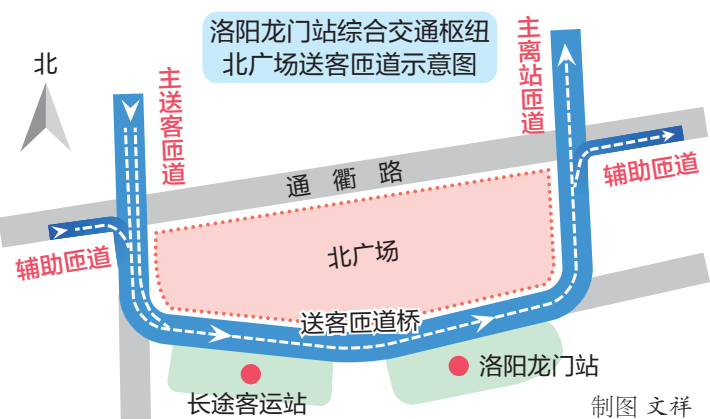 洛阳龙门站综合交通枢纽
北广场送客匝道示意图
北
主送客匝道
主离站匝道
通衢路
辅助匝道
辅助匝道
北广场
送客匝道桥
洛阳龙门站
长途客运站
制图 文祥